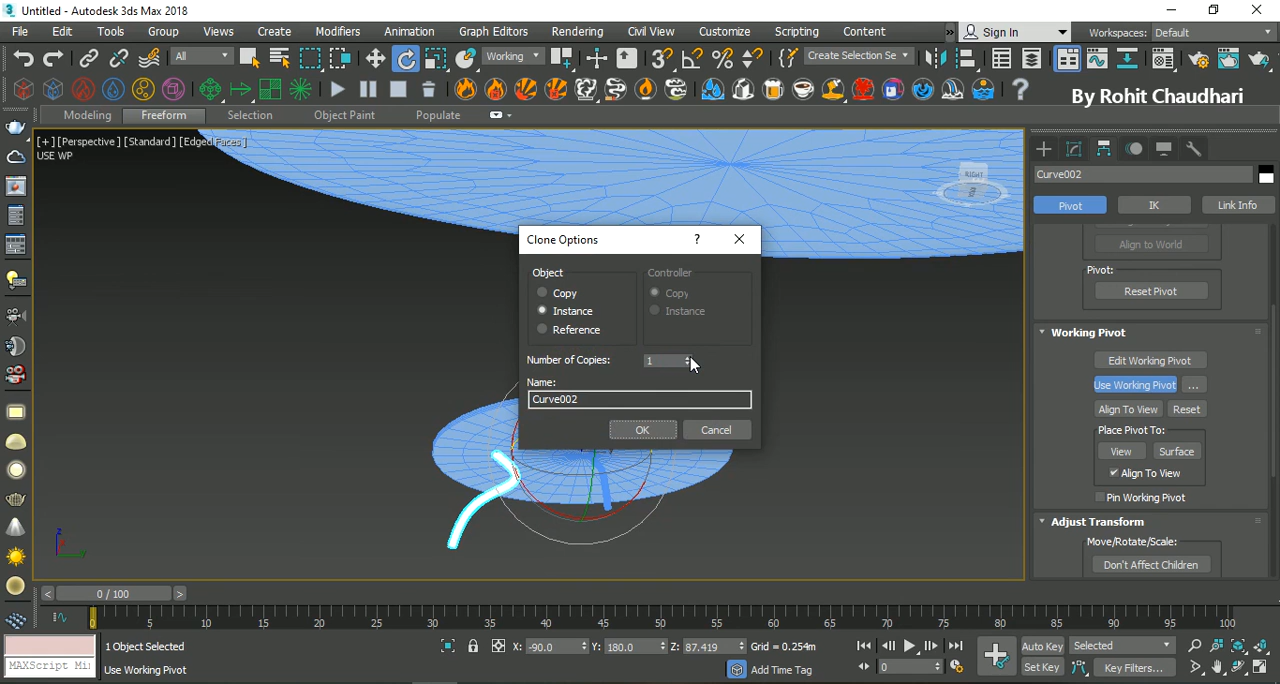 Untitled - Autodesk 3ds Max 2018
File Edit Tools Group Views Create Modifiers Animation Graph Editors Rendering Civil View Customize Scripting Content » Sign In Workspaces: Default
All Working Create Selection Se
By Rohit Chaudhari
Modeling Freeform Selection Object Paint Populate
[+] [Perspective] [Standard] [Edged Faces]
USE WP
RIGHT
Curve002
Pivot IK Link Info
Align to World
Pivot:
Reset Pivot
Working Pivot
Edit Working Pivot
Use Working Pivot ...
Align To View Reset
Place Pivot To:
View Surface
Align To View
Pin Working Pivot
Adjust Transform
Move/Rotate/Scale:
Don't Affect Children
Clone Options ?
Object Controller
Copy Copy
Instance Instance
Reference
Number of Copies: 1
Name:
Curve002
OK Cancel
z
< 0 / 100 >
0 5 10 15 20 25 30 35 40 45 50 55 60 65 70 75 80 85 90 95 100
1 Object Selected X: -90.0 Y: 180.0 Z: 87.419 Grid = 0.254m Auto Key Selected
MAXScript Mi Use Working Pivot Add Time Tag 0 Set Key Key Filters...